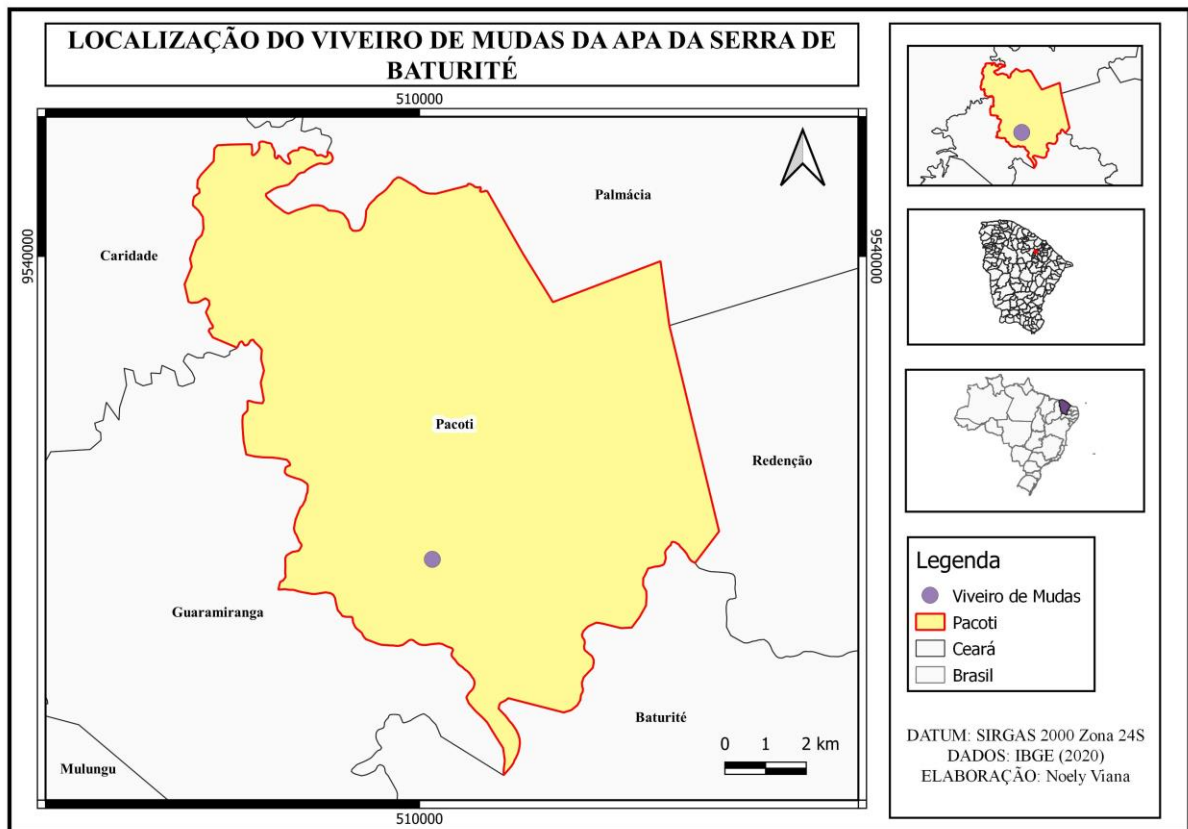 LOCALIZAÇÃO DO VIVEIRO DE MUDAS DA APA DA SERRA DE
BATURITÉ
510000
Palmácia
Caridade
9540000
9540000
Pacoti
Redenção
Guaramiranga
Baturité
Mulungu
0 1 2 km
510000
Legenda
Viveiro de Mudas
Pacoti
Ceará
Brasil
DATUM: SIRGAS 2000 Zona 24S
DADOS: IBGE (2020)
ELABORAÇÃO: Noely Viana